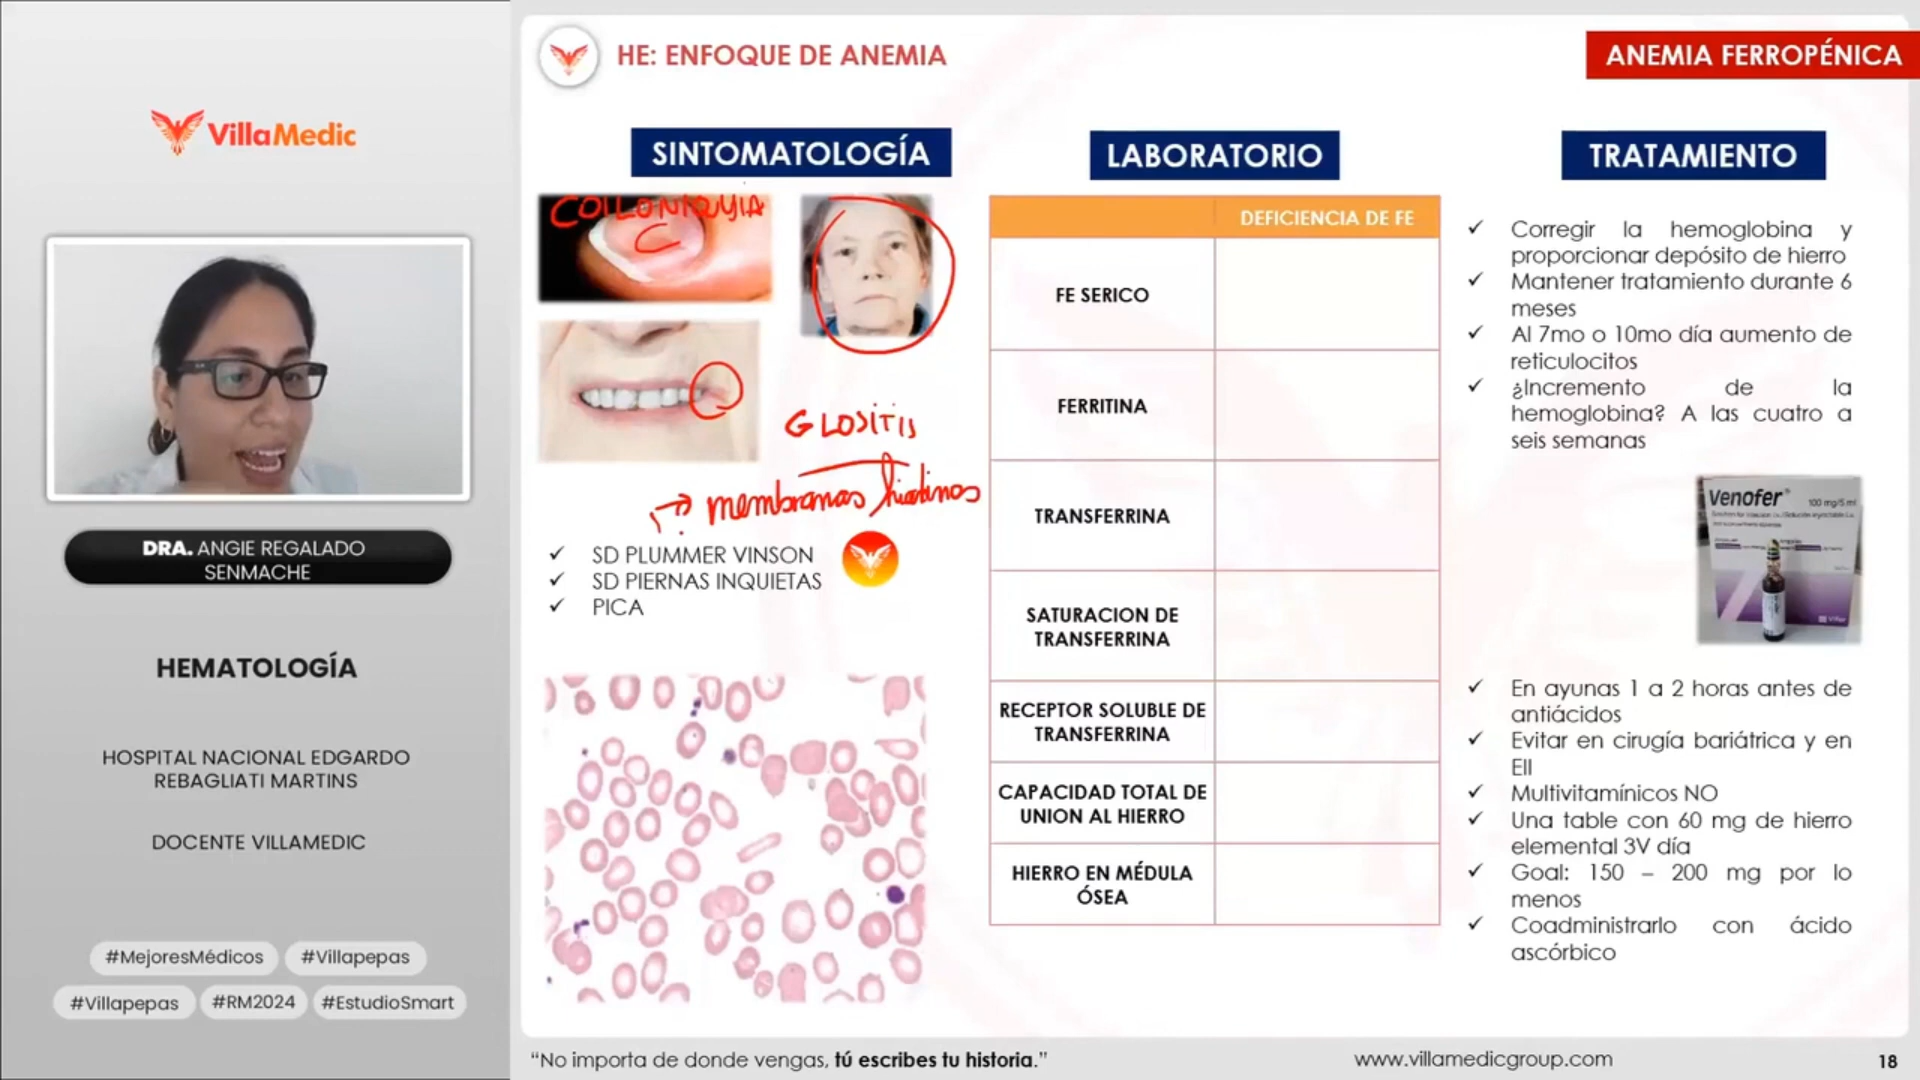 VillaMedic
DRA. ANGIE REGALADO
SENMACHE
HEMATOLOGÍA
HOSPITAL NACIONAL EDGARDO
REBAGLIATI MARTINS
DOCENTE VILLAMEDIC
#MejoresMédicos
#Villapepas
#Villapepas
#RM2024
#EstudioSmart
HE: ENFOQUE DE ANEMIA
ANEMIA FERROPÉNICA
SINTOMATOLOGÍA
COILONIQUIA
C
GLOSITIS
membranas hialinas
✓ SD PLUMMER VINSON
✓ SD PIERNAS INQUIETAS
✓ PICA
LABORATORIO
DEFICIENCIA DE FE
FE SERICO
FERRITINA
TRANSFERRINA
SATURACION DE
TRANSFERRINA
RECEPTOR SOLUBLE DE
TRANSFERRINA
CAPACIDAD TOTAL DE
UNION AL HIERRO
HIERRO EN MÉDULA
ÓSEA
TRATAMIENTO
✓ Corregir la hemoglobina y
proporcionar depósito de hierro
✓ Mantener tratamiento durante 6
meses
✓ Al 7mo o 10mo día aumento de
reticulocitos
✓ ¿Incremento de la
hemoglobina? A las cuatro a
seis semanas
Venofer
100 mg/5 ml
Vifor
✓ En ayunas 1 a 2 horas antes de
antiácidos
✓ Evitar en cirugía bariátrica y en
EII
✓ Multivitamínicos NO
✓ Una table con 60 mg de hierro
elemental 3V día
✓ Goal: 150 – 200 mg por lo
menos
✓ Coadministrarlo con ácido
ascórbico
“No importa de donde vengas, tú escribes tu historia.”
www.villamedicgroup.com
18